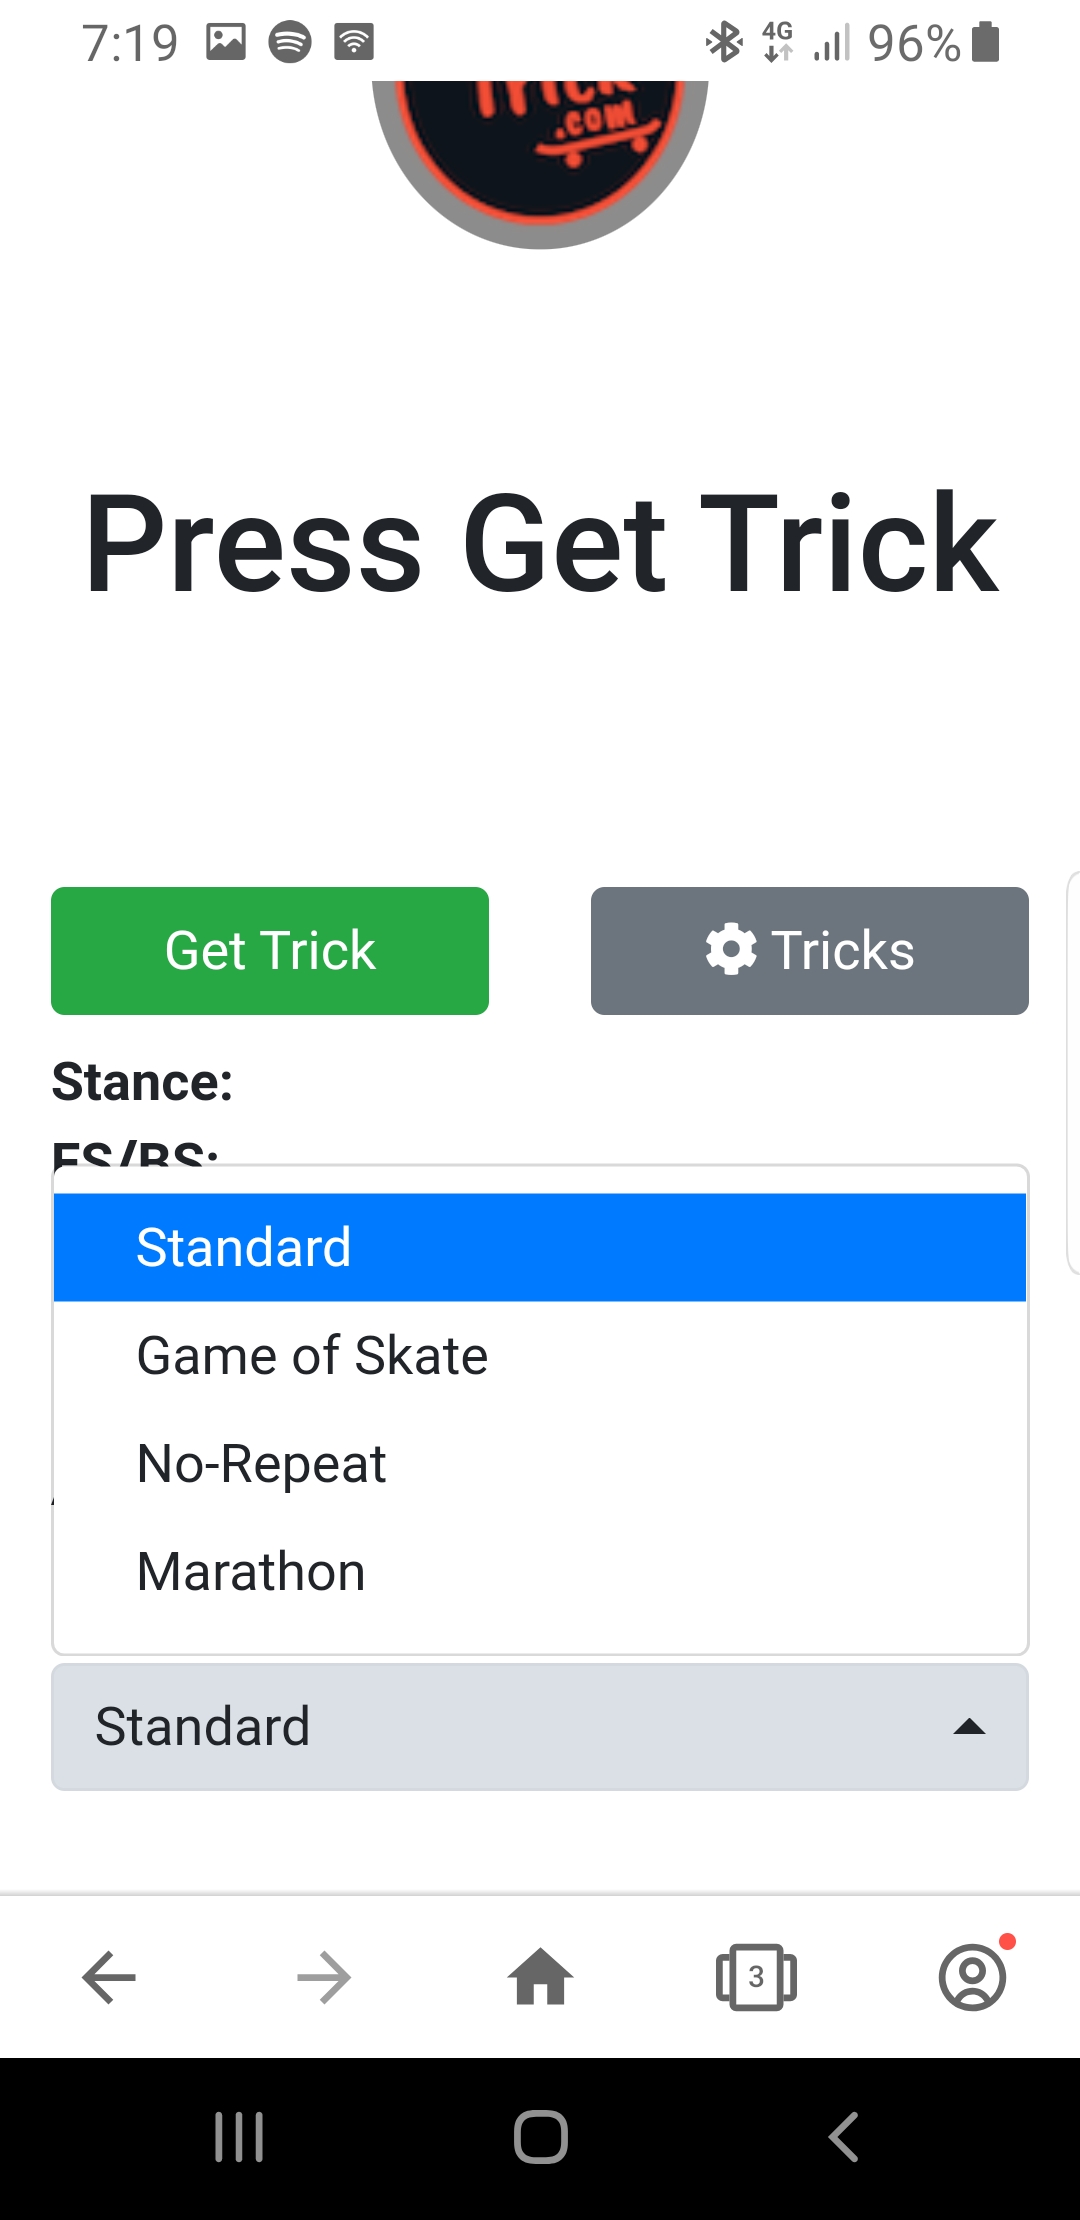 7:19 4G 96%
Trick
.com
Press Get Trick
Get Trick
Tricks
Stance:
FS/BS:
Standard
Game of Skate
No-Repeat
Marathon
Standard
3